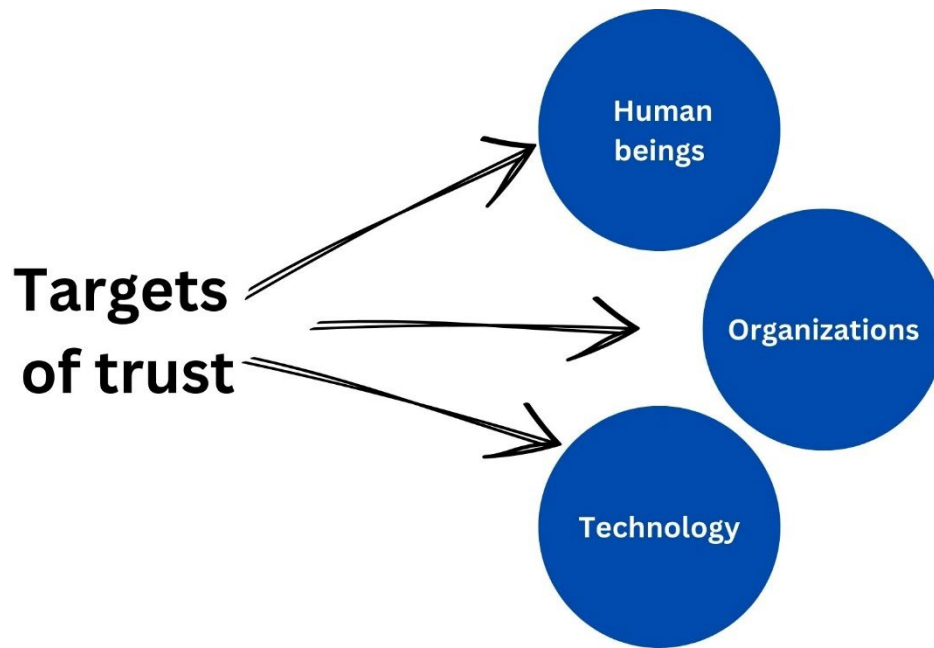 Targets
of trust
Human
beings
Organizations
Technology